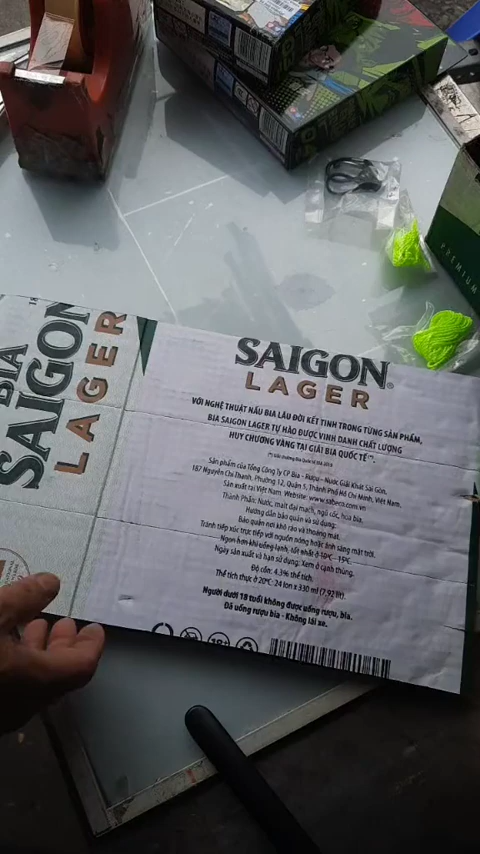 BIA
SAIGON
LAGER
SAIGON®
LAGER
VỚI NGHỆ THUẬT NẤU BIA LÂU ĐỜI KẾT TINH TRONG TỪNG SẢN PHẨM,
BIA SAIGON LAGER TỰ HÀO ĐƯỢC VINH DANH CHẤT LƯỢNG
HUY CHƯƠNG VÀNG TẠI GIẢI BIA QUỐC TẾ(*).
Sản phẩm của Tổng Công Ty CP Bia - Rượu - Nước Giải Khát Sài Gòn.
187 Nguyễn Chí Thanh, Phường 12, Quận 5, Thành Phố Hồ Chí Minh, Việt Nam.
Sản xuất tại Việt Nam. Website: www.sabeco.com.vn
Thành Phần: Nước, malt đại mạch, ngũ cốc, hoa bia.
Hướng dẫn bảo quản và sử dụng:
Bảo quản nơi khô ráo và thoáng mát.
Tránh tiếp xúc trực tiếp với nguồn nóng hoặc ánh sáng mặt trời.
Ngon hơn khi uống lạnh, tốt nhất ở 10°C - 15°C.
Ngày sản xuất và hạn sử dụng: Xem ở cạnh thùng.
Độ cồn: 4.3% thể tích.
Thể tích thực ở 20°C: 24 lon x 330 ml (7.92 lít).
Người dưới 18 tuổi không được uống rượu, bia.
Đã uống rượu bia - Không lái xe.
18+
PREMIUM